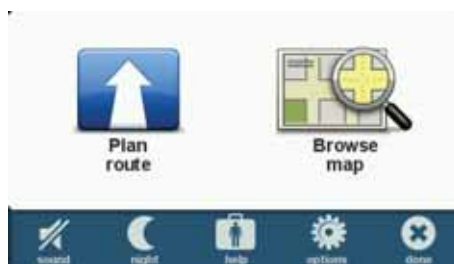 Plan
route
Browse
map
sound
night
help
options
done